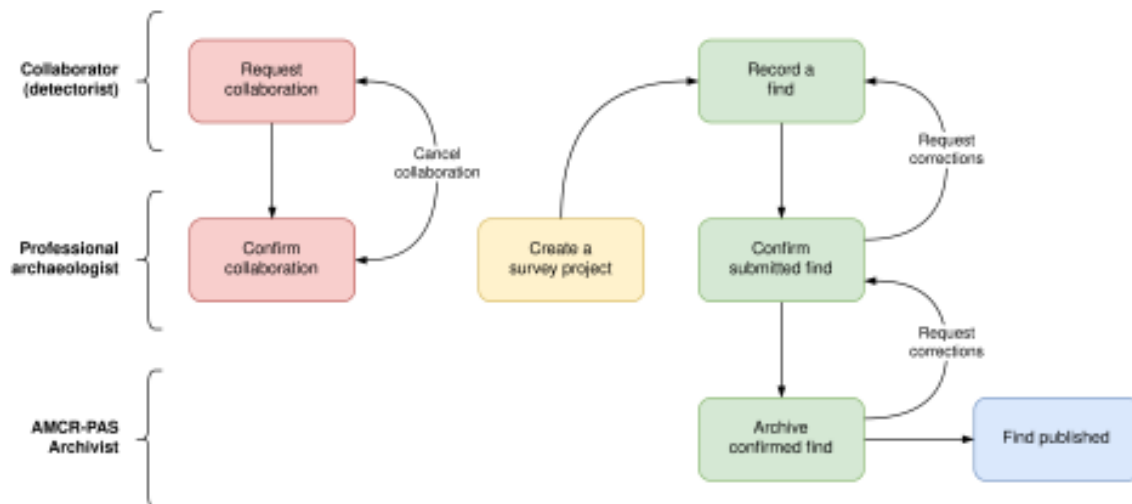 Collaborator
(detectorist)
Request
collaboration
Record a
find
Cancel
collaboration
Request
corrections
Professional
archaeologist
Confirm
collaboration
Create a
survey project
Confirm
submitted find
Request
corrections
AMCR-PAS
Archivist
Archive
confirmed find
Find published